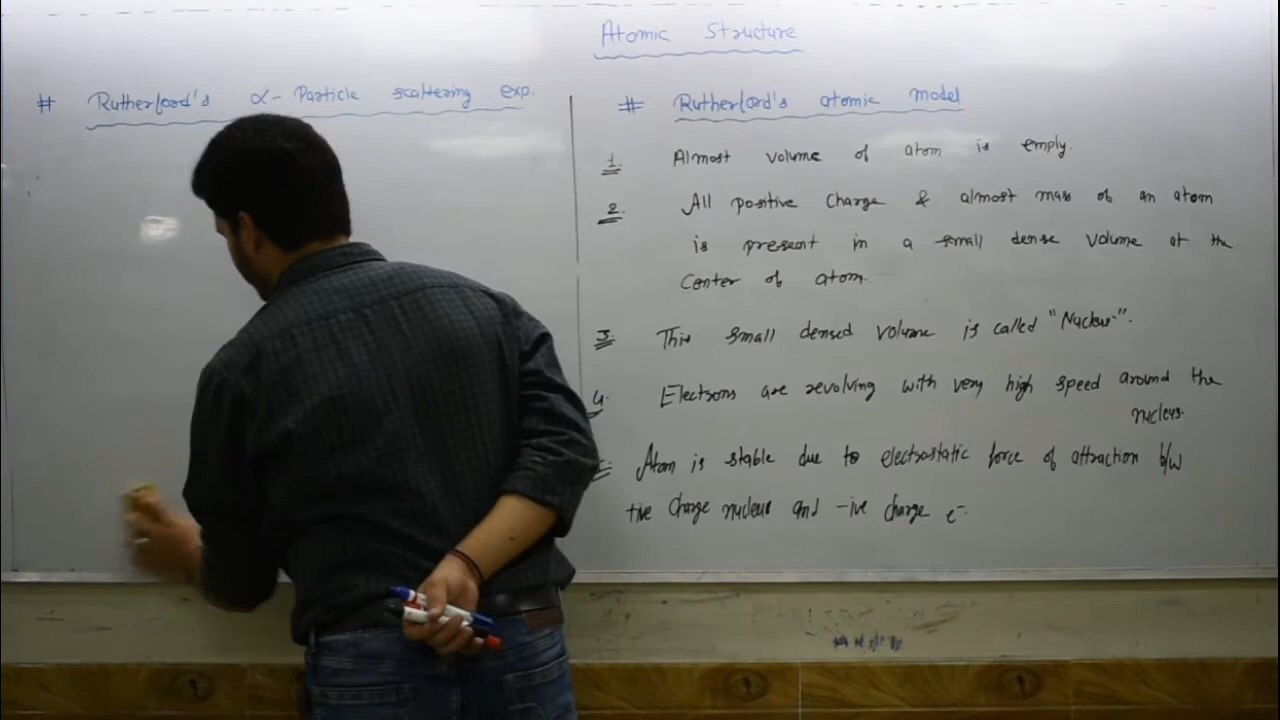 Atomic Structure
# Rutherford's α- Particle scattering exp.
# Rutherford's atomic model
1. Almost volume of atom is emply.
2. All positive Charge & almost mass of an atom
is present in a small dense volume at the
Center of atom.
3. This small densed volume is called "Nucleus".
4. Electrons are revolving with very high speed around the
nucleus.
Atom is stable due to electrostatic force of attraction b/w
+ive charge nucleus and -ive charge e-.